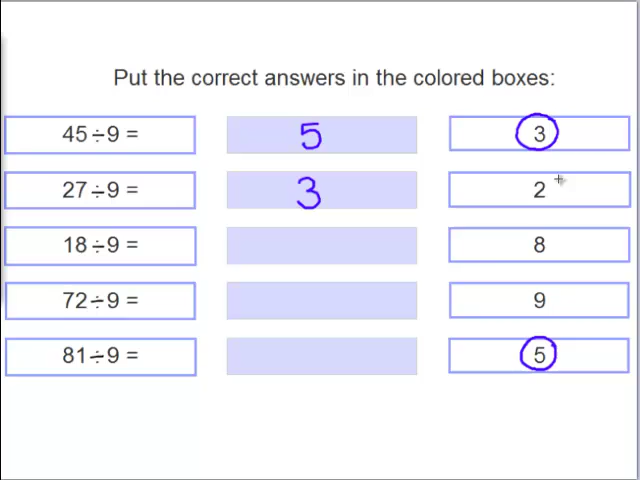 Put the correct answers in the colored boxes:
45÷9 = 5 3
27÷9 = 3 2
18÷9 = 8
72÷9 = 9
81÷9 = 5